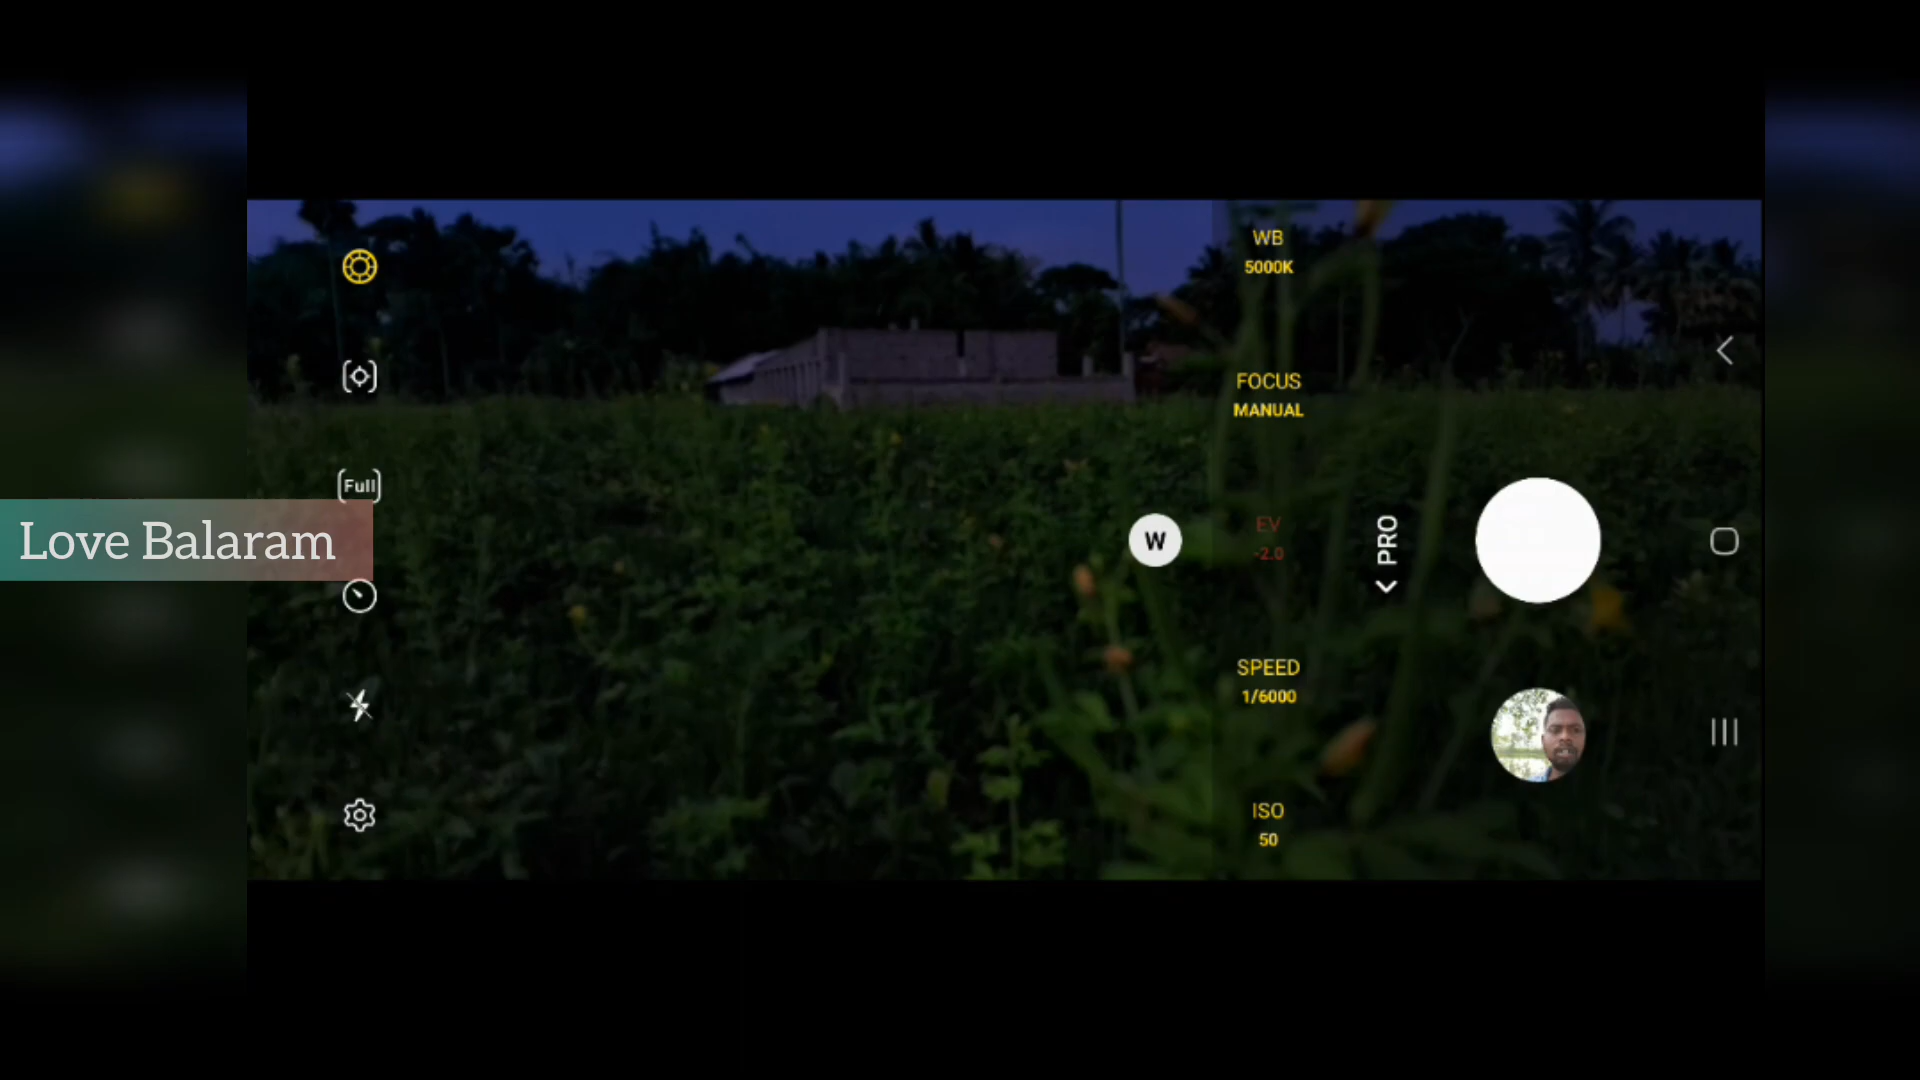 WB
5000K
FOCUS
MANUAL
Full
Love Balaram
W
EV
-2.0
PRO
SPEED
1/6000
ISO
50